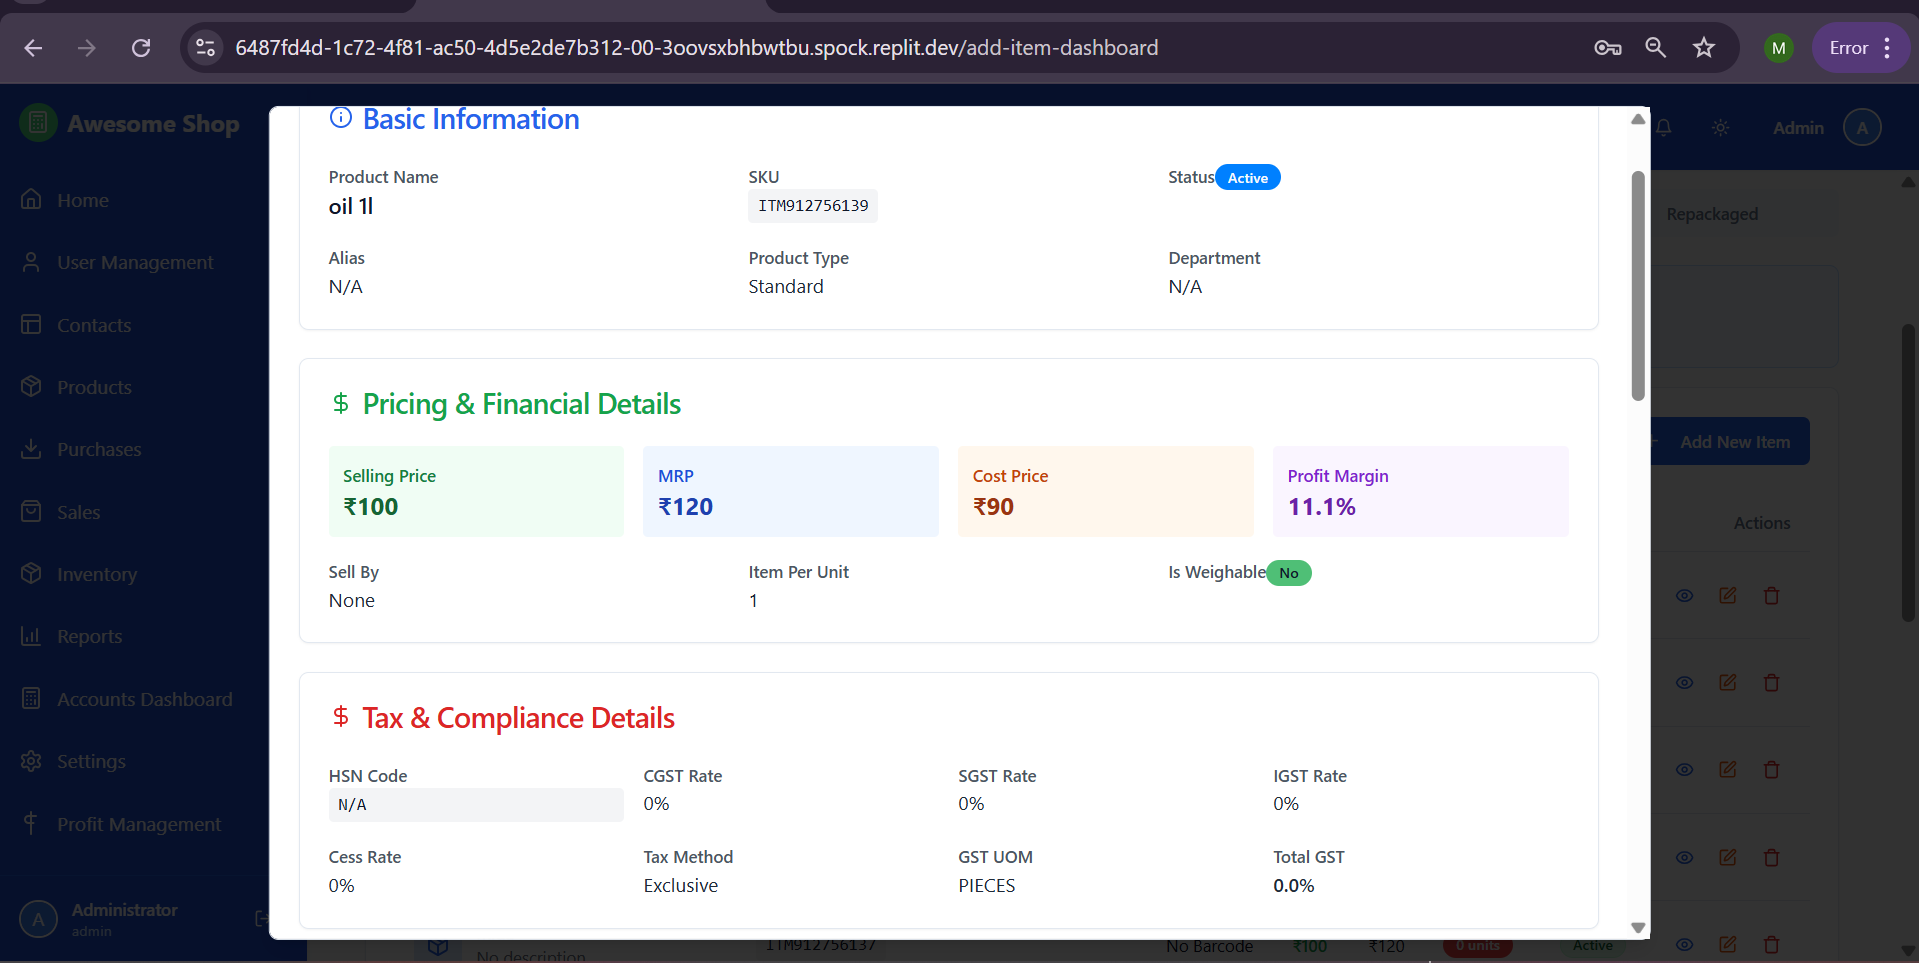 6487fd4d-1c72-4f81-ac50-4d5e2de7b312-00-3oovsxbhbwtbu.spock.replit.dev/add-item-dashboard
M
Error
Awesome Shop
Admin
A
Home
User Management
Contacts
Products
Purchases
Sales
Inventory
Reports
Accounts Dashboard
Settings
Profit Management
A
Administrator
admin
Basic Information
Product Name
oil 1l
SKU
ITM912756139
Status Active
Alias
N/A
Product Type
Standard
Department
N/A
$ Pricing & Financial Details
Selling Price
₹100
MRP
₹120
Cost Price
₹90
Profit Margin
11.1%
Sell By
None
Item Per Unit
1
Is Weighable No
$ Tax & Compliance Details
HSN Code
N/A
CGST Rate
0%
SGST Rate
0%
IGST Rate
0%
Cess Rate
0%
Tax Method
Exclusive
GST UOM
PIECES
Total GST
0.0%
Repackaged
Add New Item
Actions
No description
ITM912756137
No Barcode
₹100
₹120
0 units
Active